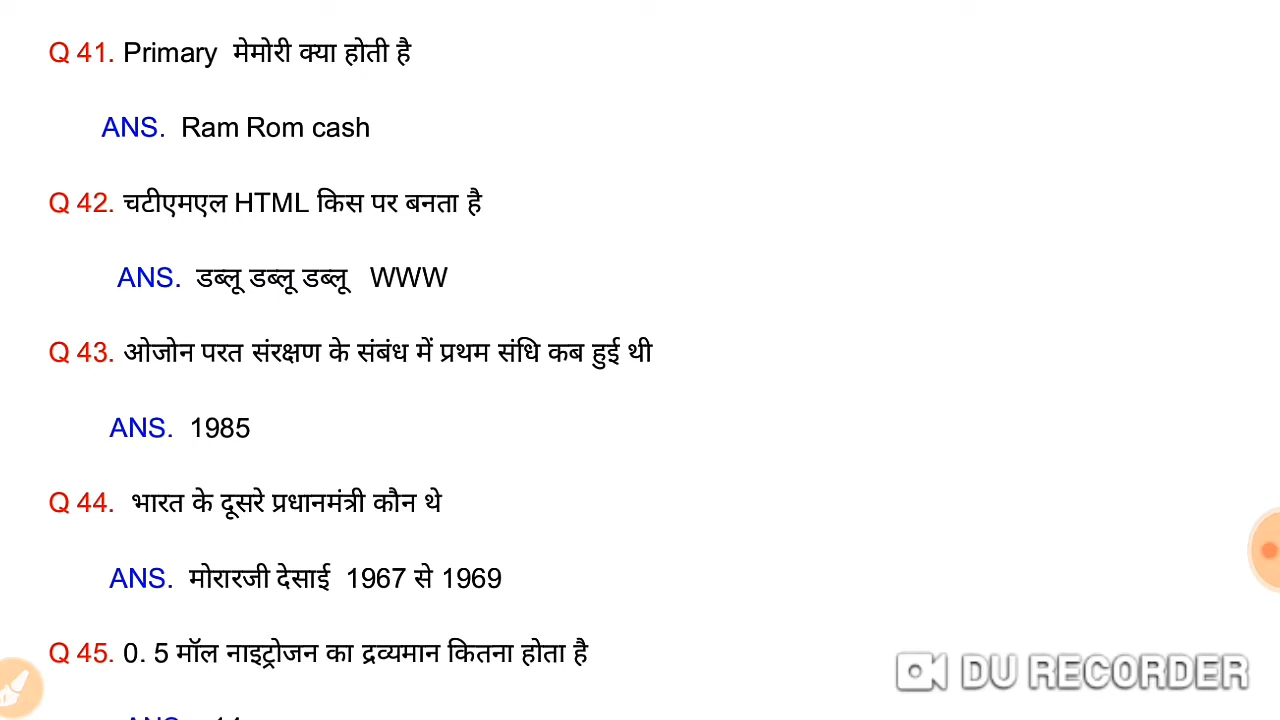 Q 41. Primary मेमोरी क्या होती है
ANS. Ram Rom cash
Q 42. चटीएमएल HTML किस पर बनता है
ANS. डब्लू डब्लू डब्लू WWW
Q 43. ओजोन परत संरक्षण के संबंध में प्रथम संधि कब हुई थी
ANS. 1985
Q 44. भारत के दूसरे प्रधानमंत्री कौन थे
ANS. मोरारजी देसाई 1967 से 1969
Q 45. 0. 5 मॉल नाइट्रोजन का द्रव्यमान कितना होता है
DU RECORDER